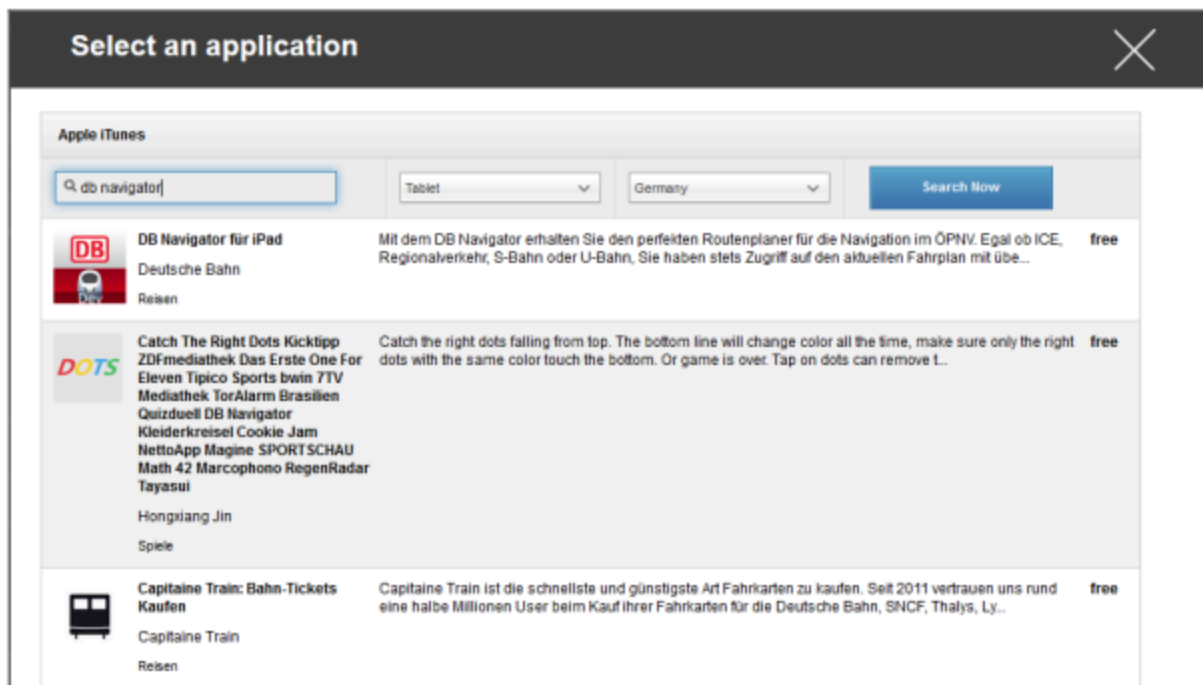 Select an application
Apple iTunes
db navigator
Tablet
Germany
Search Now
DB
Dev
DB Navigator für iPad
Deutsche Bahn
Reisen
Mit dem DB Navigator erhalten Sie den perfekten Routenplaner für die Navigation im ÖPNV. Egal ob ICE,
Regionalverkehr, S-Bahn oder U-Bahn, Sie haben stets Zugriff auf den aktuellen Fahrplan mit übe...
free
DOTS
Catch The Right Dots Kicktipp
ZDFmediathek Das Erste One For
Eleven Tipico Sports bwin 7TV
Mediathek TorAlarm Brasilien
Quizduell DB Navigator
Kleiderkreisel Cookie Jam
NettoApp Magine SPORTSCHAU
Math 42 Marcophono RegenRadar
Tayasui
Hongxiang Jin
Spiele
Catch the right dots falling from top. The bottom line will change color all the time, make sure only the right
dots with the same color touch the bottom. Or game is over. Tap on dots can remove t...
free
Capitaine Train: Bahn-Tickets
Kaufen
Capitaine Train
Reisen
Capitaine Train ist die schnellste und günstigste Art Fahrkarten zu kaufen. Seit 2011 vertrauen uns rund
eine halbe Millionen User beim Kauf ihrer Fahrkarten für die Deutsche Bahn, SNCF, Thalys, Ly...
free